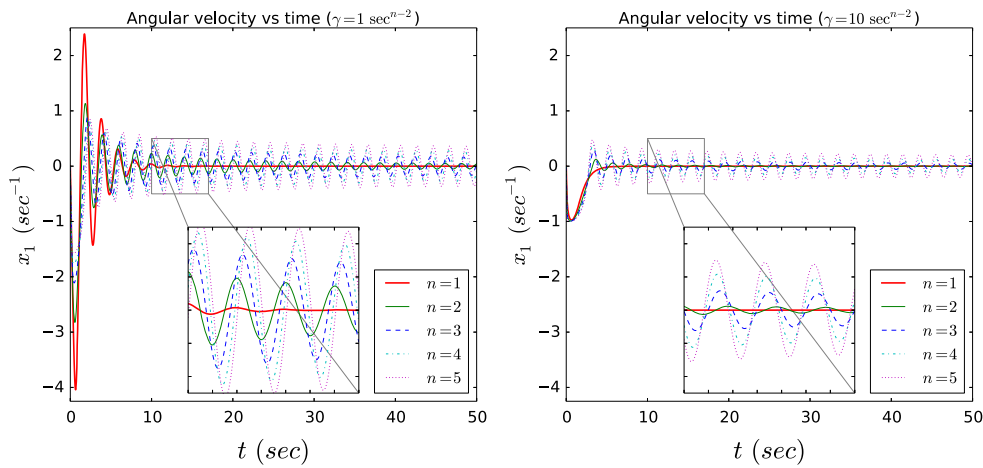 Angular velocity vs time (γ=1 sec^{n−2})
2
1
0
−1
−2
−3
−4
x_1 (sec^{−1})
0 10 20 30 40 50
t (sec)
n=1
n=2
n=3
n=4
n=5
Angular velocity vs time (γ=10 sec^{n−2})
2
1
0
−1
−2
−3
−4
x_1 (sec^{−1})
0 10 20 30 40 50
t (sec)
n=1
n=2
n=3
n=4
n=5